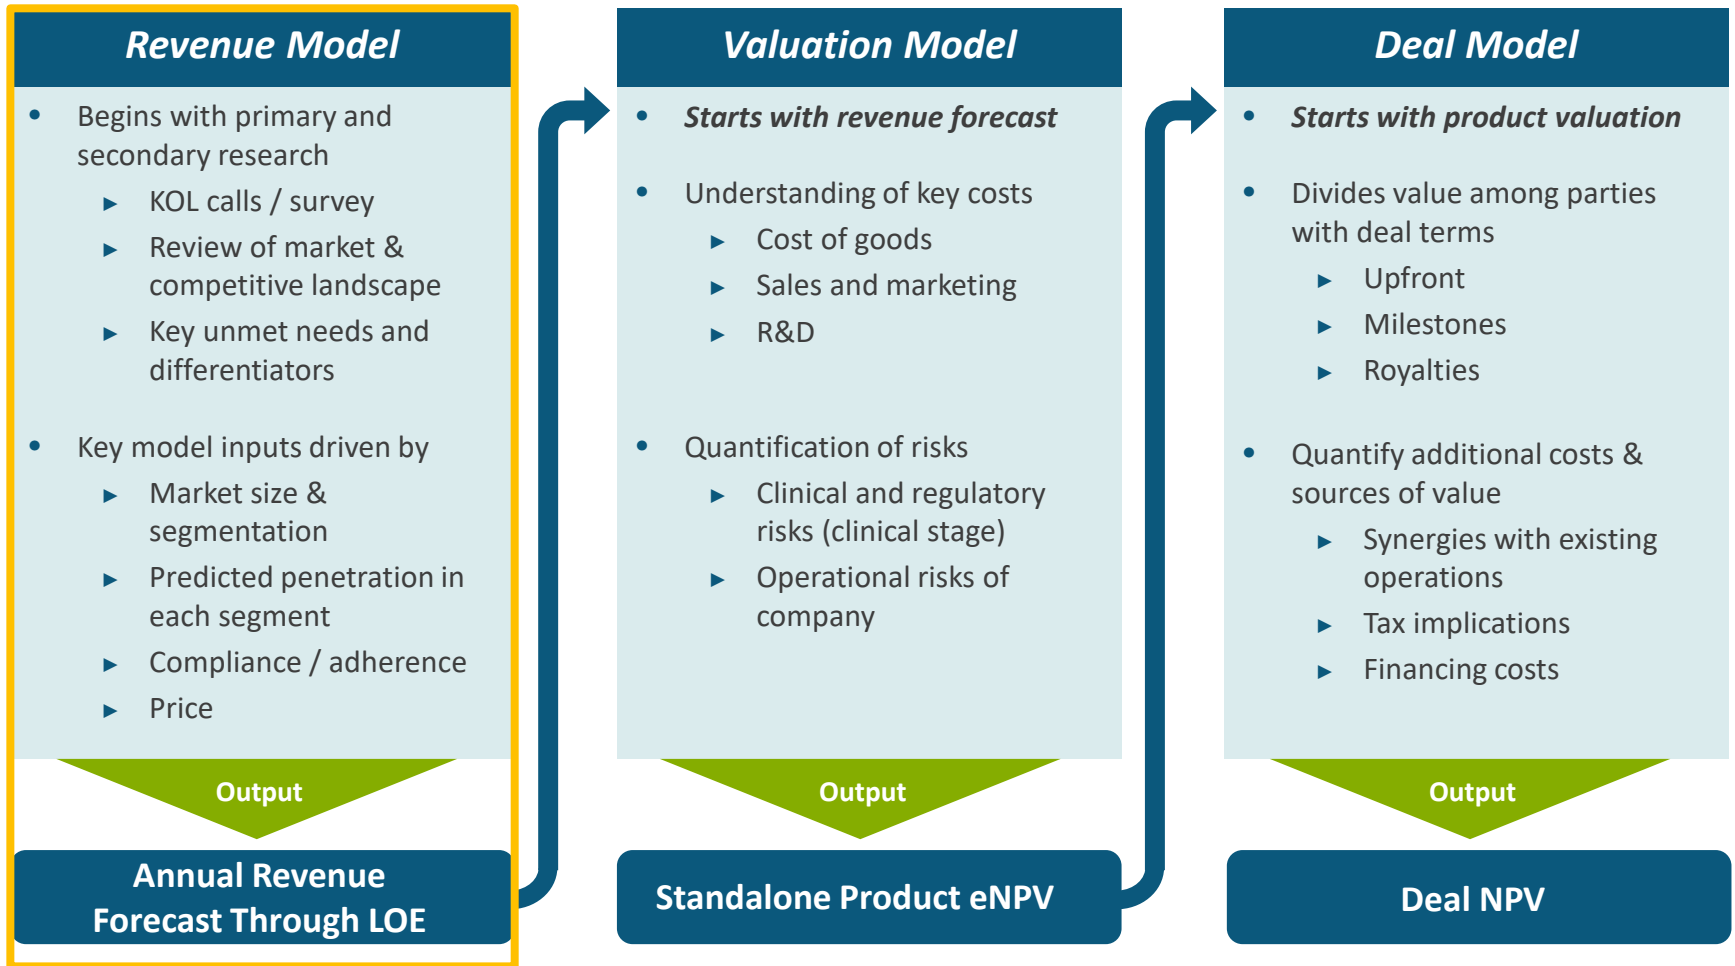 Revenue Model
• Begins with primary and
secondary research
► KOL calls / survey
► Review of market &
competitive landscape
► Key unmet needs and
differentiators
• Key model inputs driven by
► Market size &
segmentation
► Predicted penetration in
each segment
► Compliance / adherence
► Price
Output
Annual Revenue
Forecast Through LOE
Valuation Model
• Starts with revenue forecast
• Understanding of key costs
► Cost of goods
► Sales and marketing
► R&D
• Quantification of risks
► Clinical and regulatory
risks (clinical stage)
► Operational risks of
company
Output
Standalone Product eNPV
Deal Model
• Starts with product valuation
• Divides value among parties
with deal terms
► Upfront
► Milestones
► Royalties
• Quantify additional costs &
sources of value
► Synergies with existing
operations
► Tax implications
► Financing costs
Output
Deal NPV